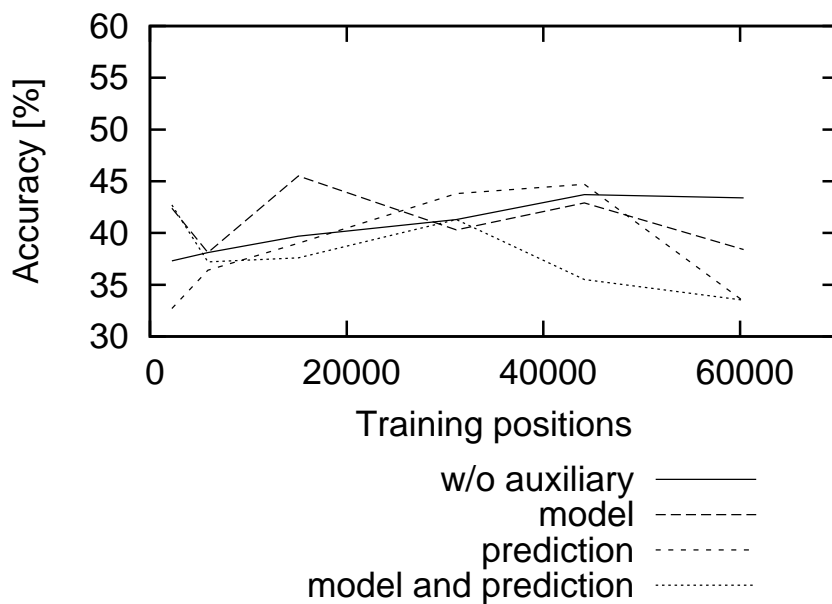 60
55
50
45
40
35
30
Accuracy [%]
0 20000 40000 60000
Training positions
w/o auxiliary
model
prediction
model and prediction